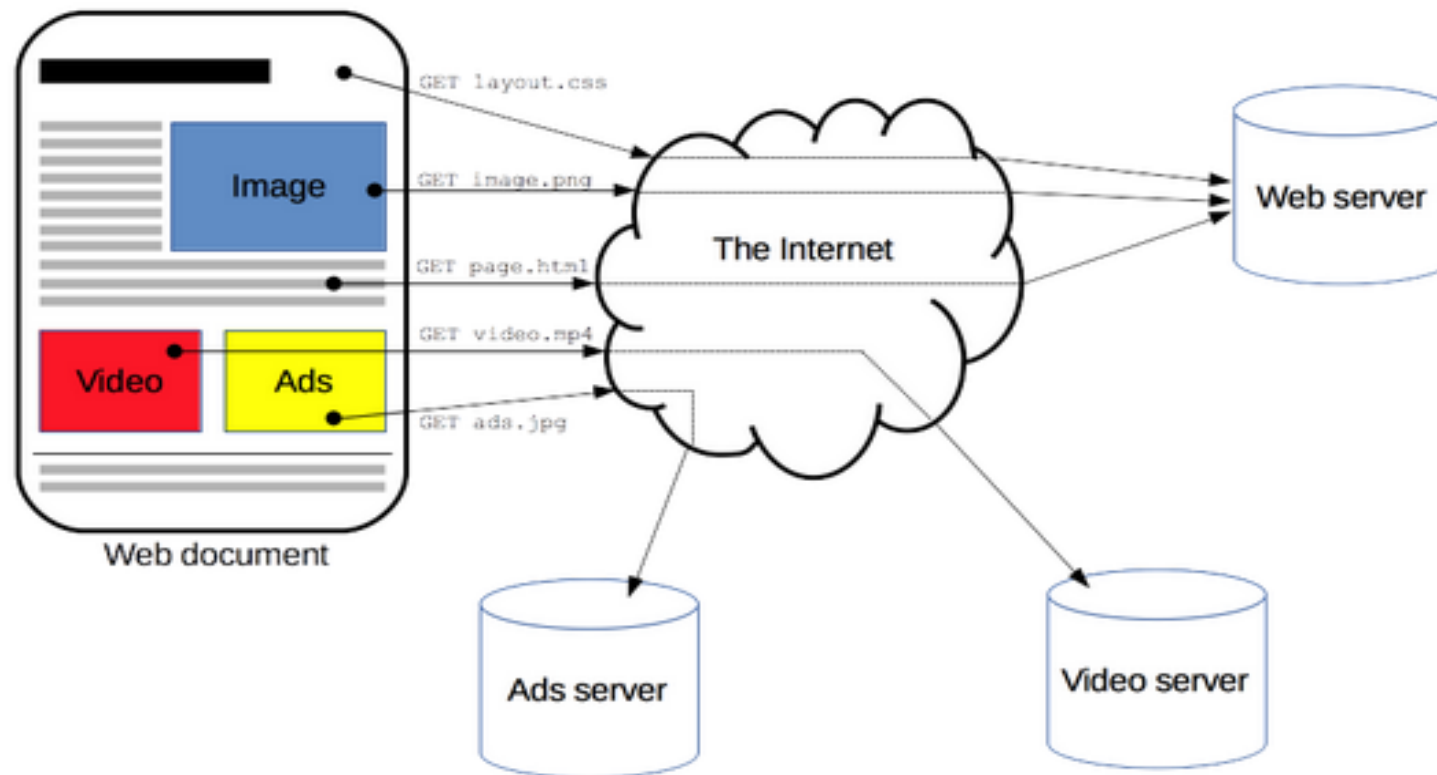 GET layout.css
Image
GET image.png
Web server
The Internet
GET page.html
GET video.mp4
Video
Ads
GET ads.jpg
Web document
Ads server
Video server